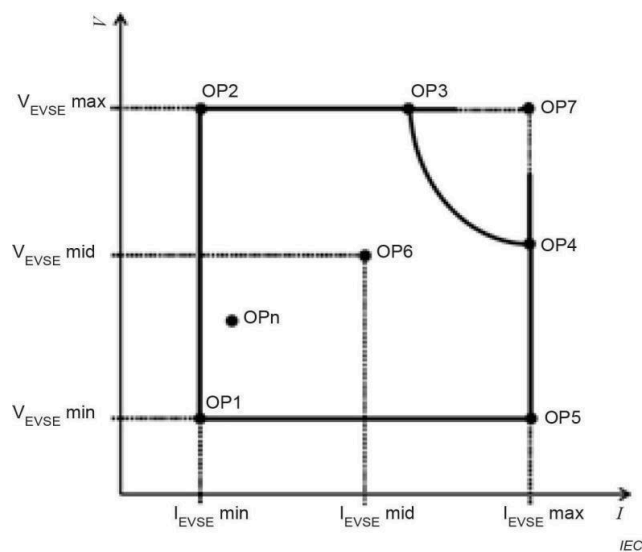 V
V_EVSE max
OP2
OP3
OP7
OP4
V_EVSE mid
OP6
OPn
OP1
V_EVSE min
OP5
I_EVSE min
I_EVSE mid
I_EVSE max
I
IEC